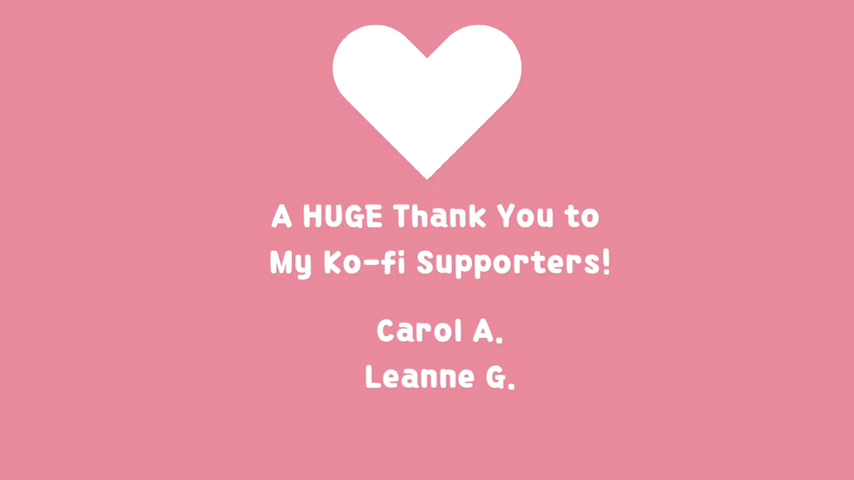 A HUGE Thank You to
My Ko-fi Supporters!
Carol A.
Leanne G.